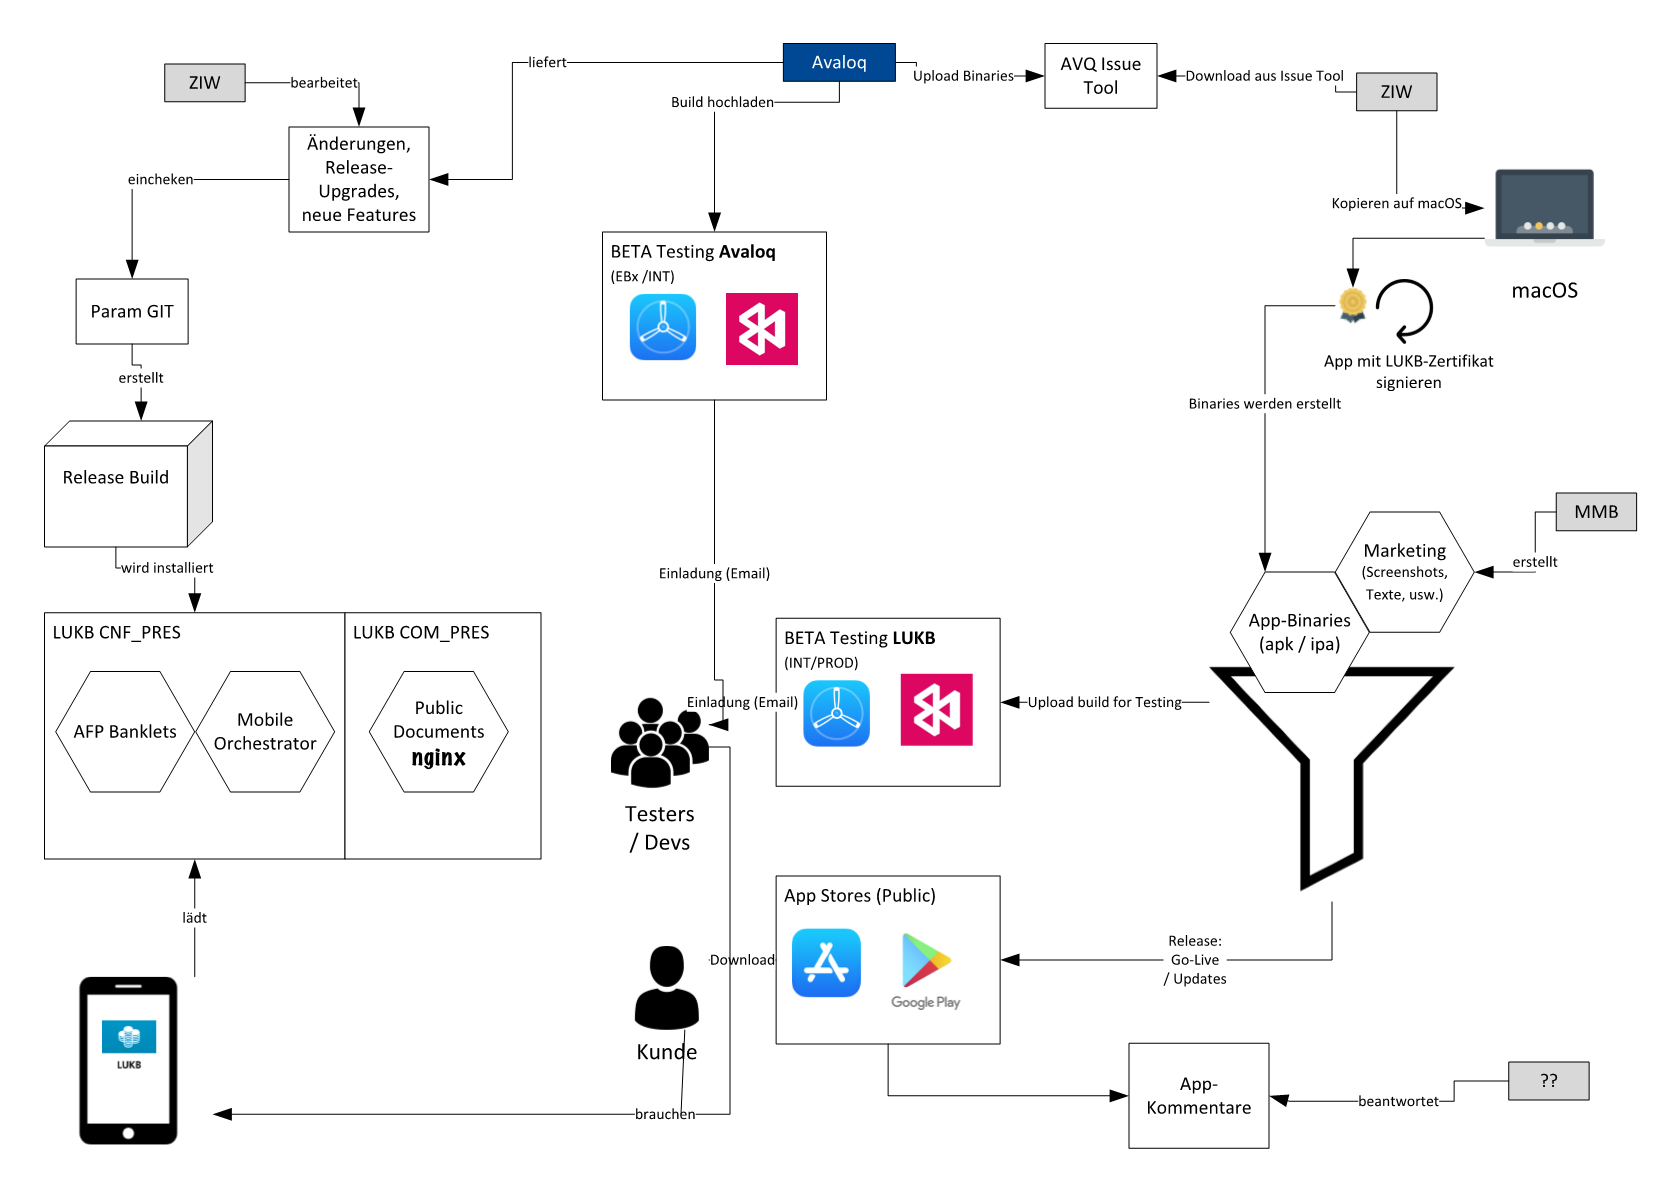 ZIW
bearbeitet
liefert
Avaloq
Upload Binaries
AVQ Issue
Tool
Download aus Issue Tool
ZIW
Build hochladen
Änderungen,
Release-
Upgrades,
neue Features
eincheken
Kopieren auf macOS
macOS
BETA Testing Avaloq
(EBx /INT)
Param GIT
erstellt
App mit LUKB-Zertifikat
signieren
Binaries werden erstellt
Release Build
wird installiert
MMB
erstellt
Marketing
(Screenshots,
Texte, usw.)
App-Binaries
(apk / ipa)
Einladung (Email)
LUKB CNF_PRES
LUKB COM_PRES
AFP Banklets
Mobile
Orchestrator
Public
Documents
nginx
BETA Testing LUKB
(INT/PROD)
Einladung (Email)
Upload build for Testing
Testers
/ Devs
lädt
App Stores (Public)
Google Play
Download
Release:
Go-Live
/ Updates
Kunde
LUKB
brauchen
App-
Kommentare
beantwortet
??